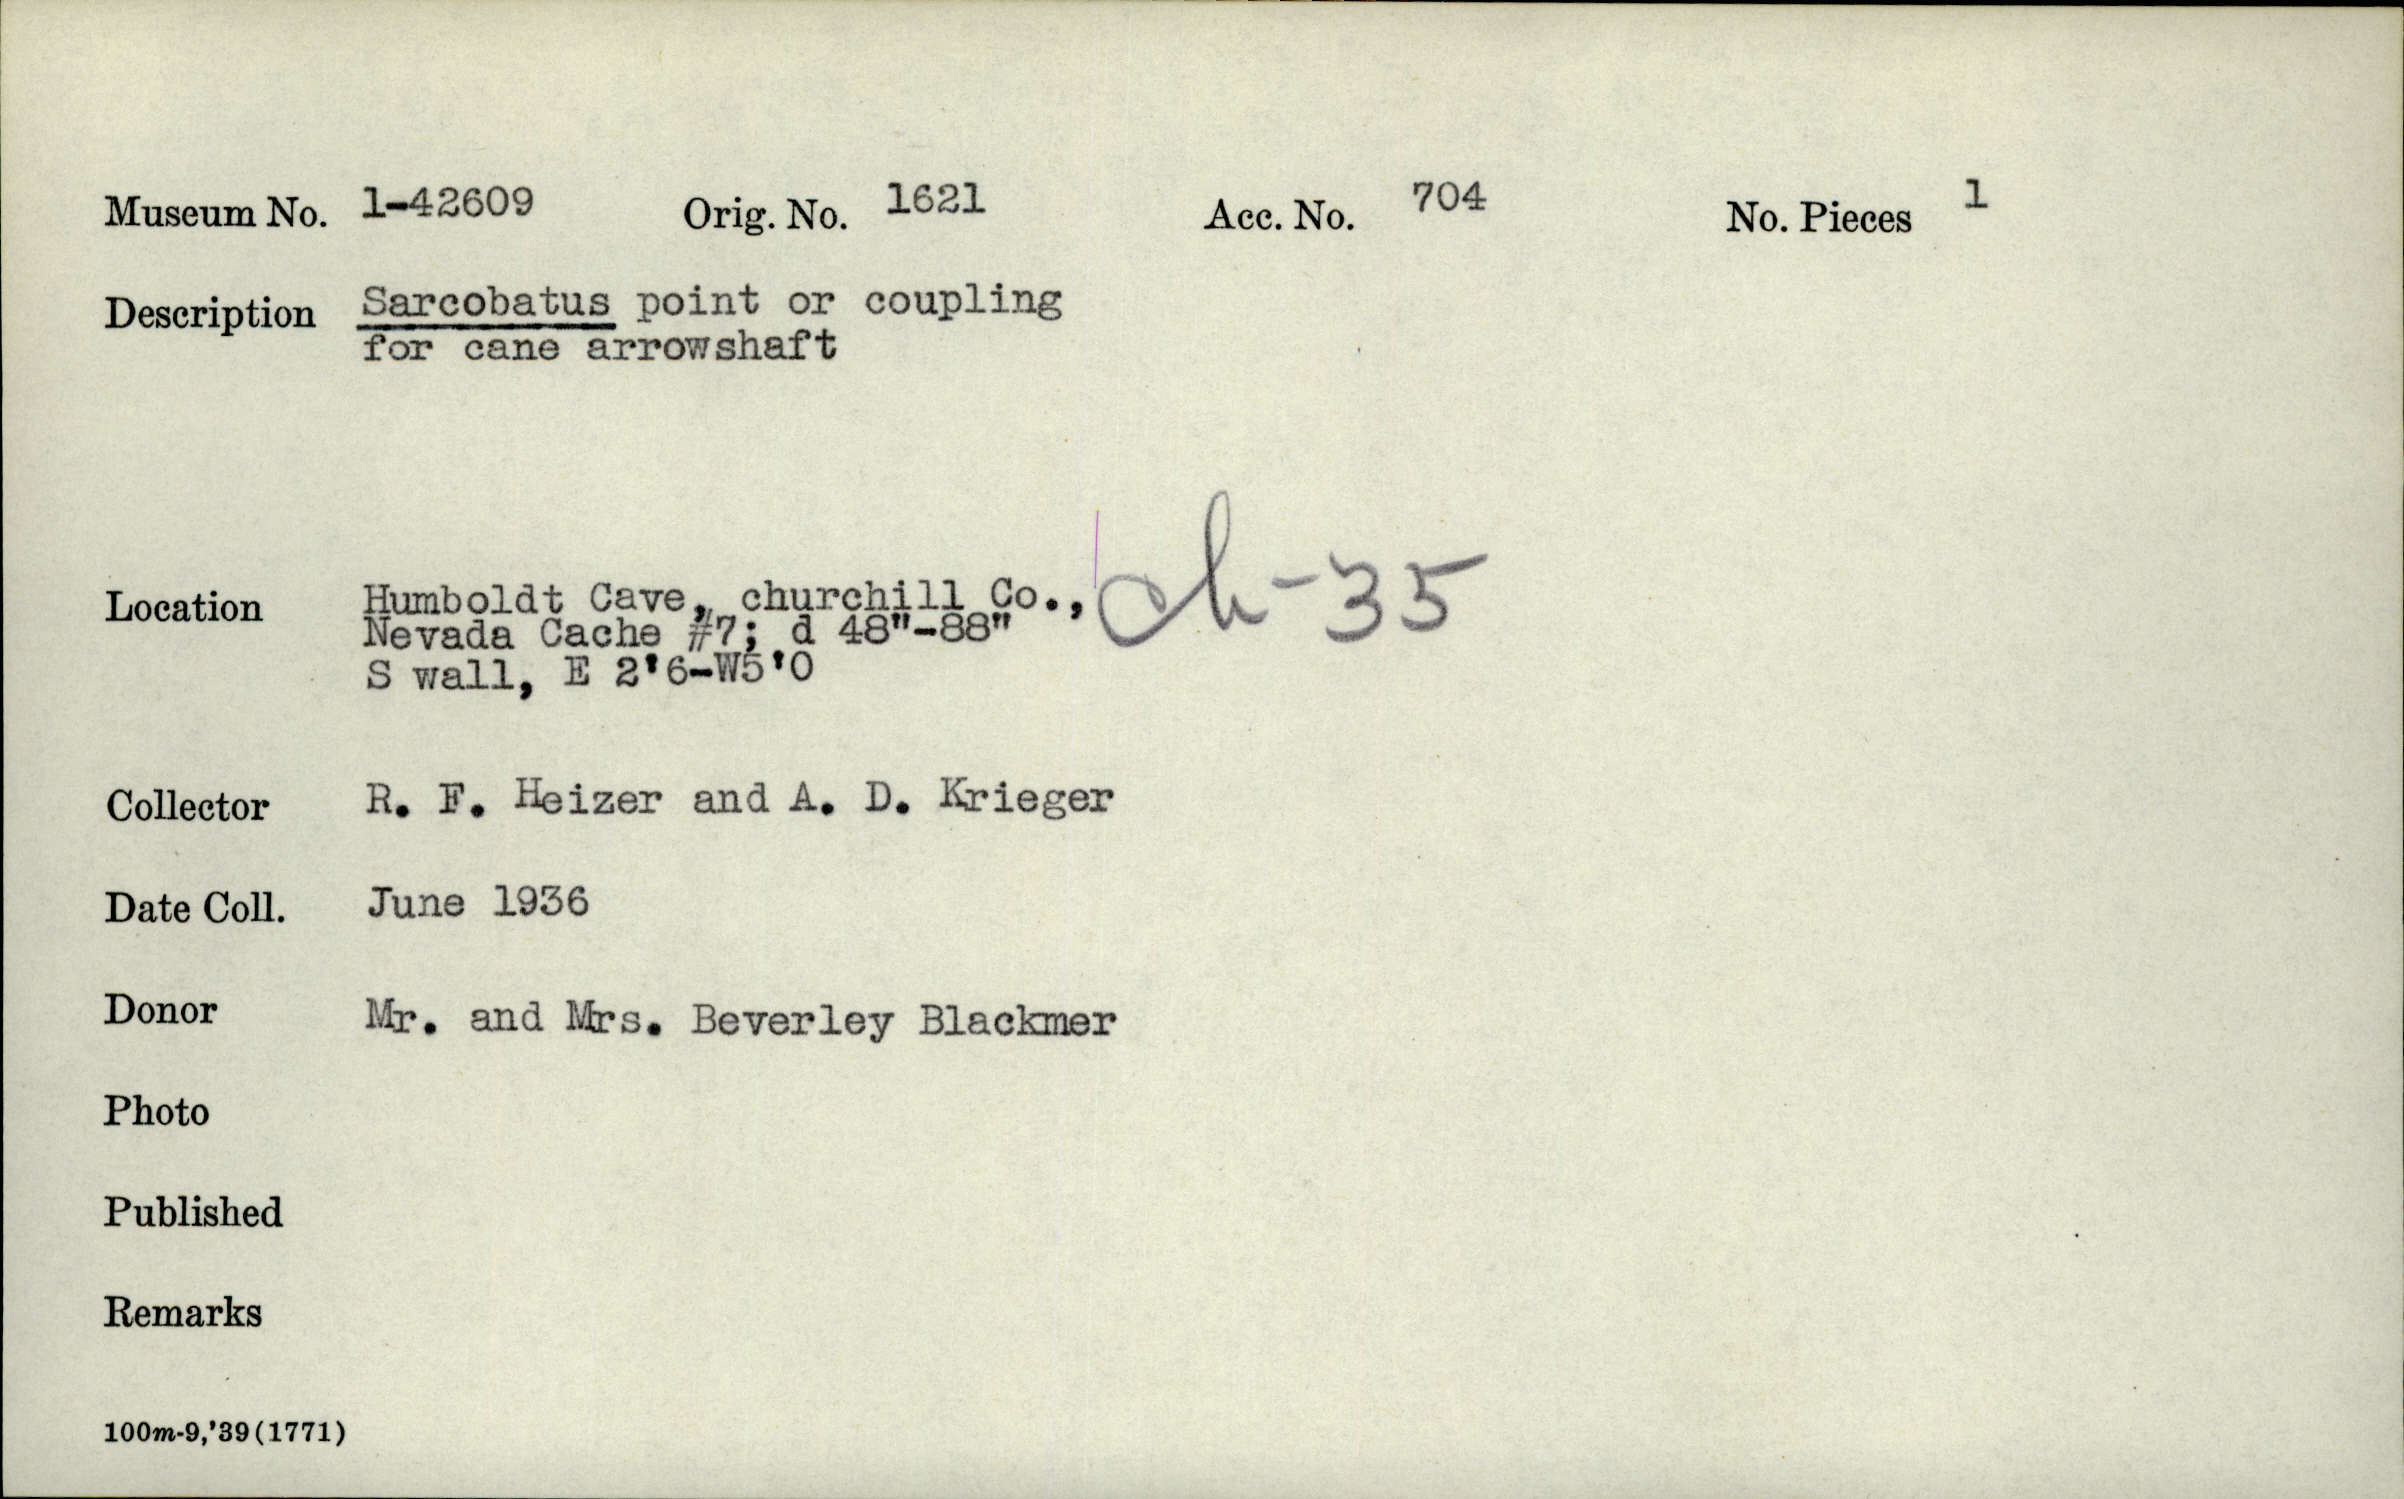 Museum No. 1-42609 Orig. No. 1621 Acc. No. 704 No. Pieces 1
Description Sarcobatus point or coupling
for cane arrowshaft
Location Humboldt Cave, churchill Co., Ch-35
Nevada Cache #7; d 48"-88"
S wall, E 2'6-W5'0
Collector R. F. Heizer and A. D. Krieger
Date Coll. June 1936
Donor Mr. and Mrs. Beverley Blackmer
Photo
Published
Remarks
100m-9,'39(1771)